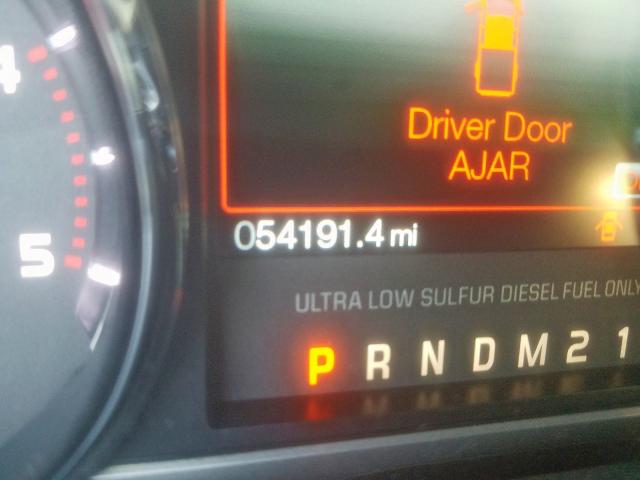 4
5
Driver Door
AJAR
054191.4 mi
ULTRA LOW SULFUR DIESEL FUEL ONLY
P R N D M 2 1